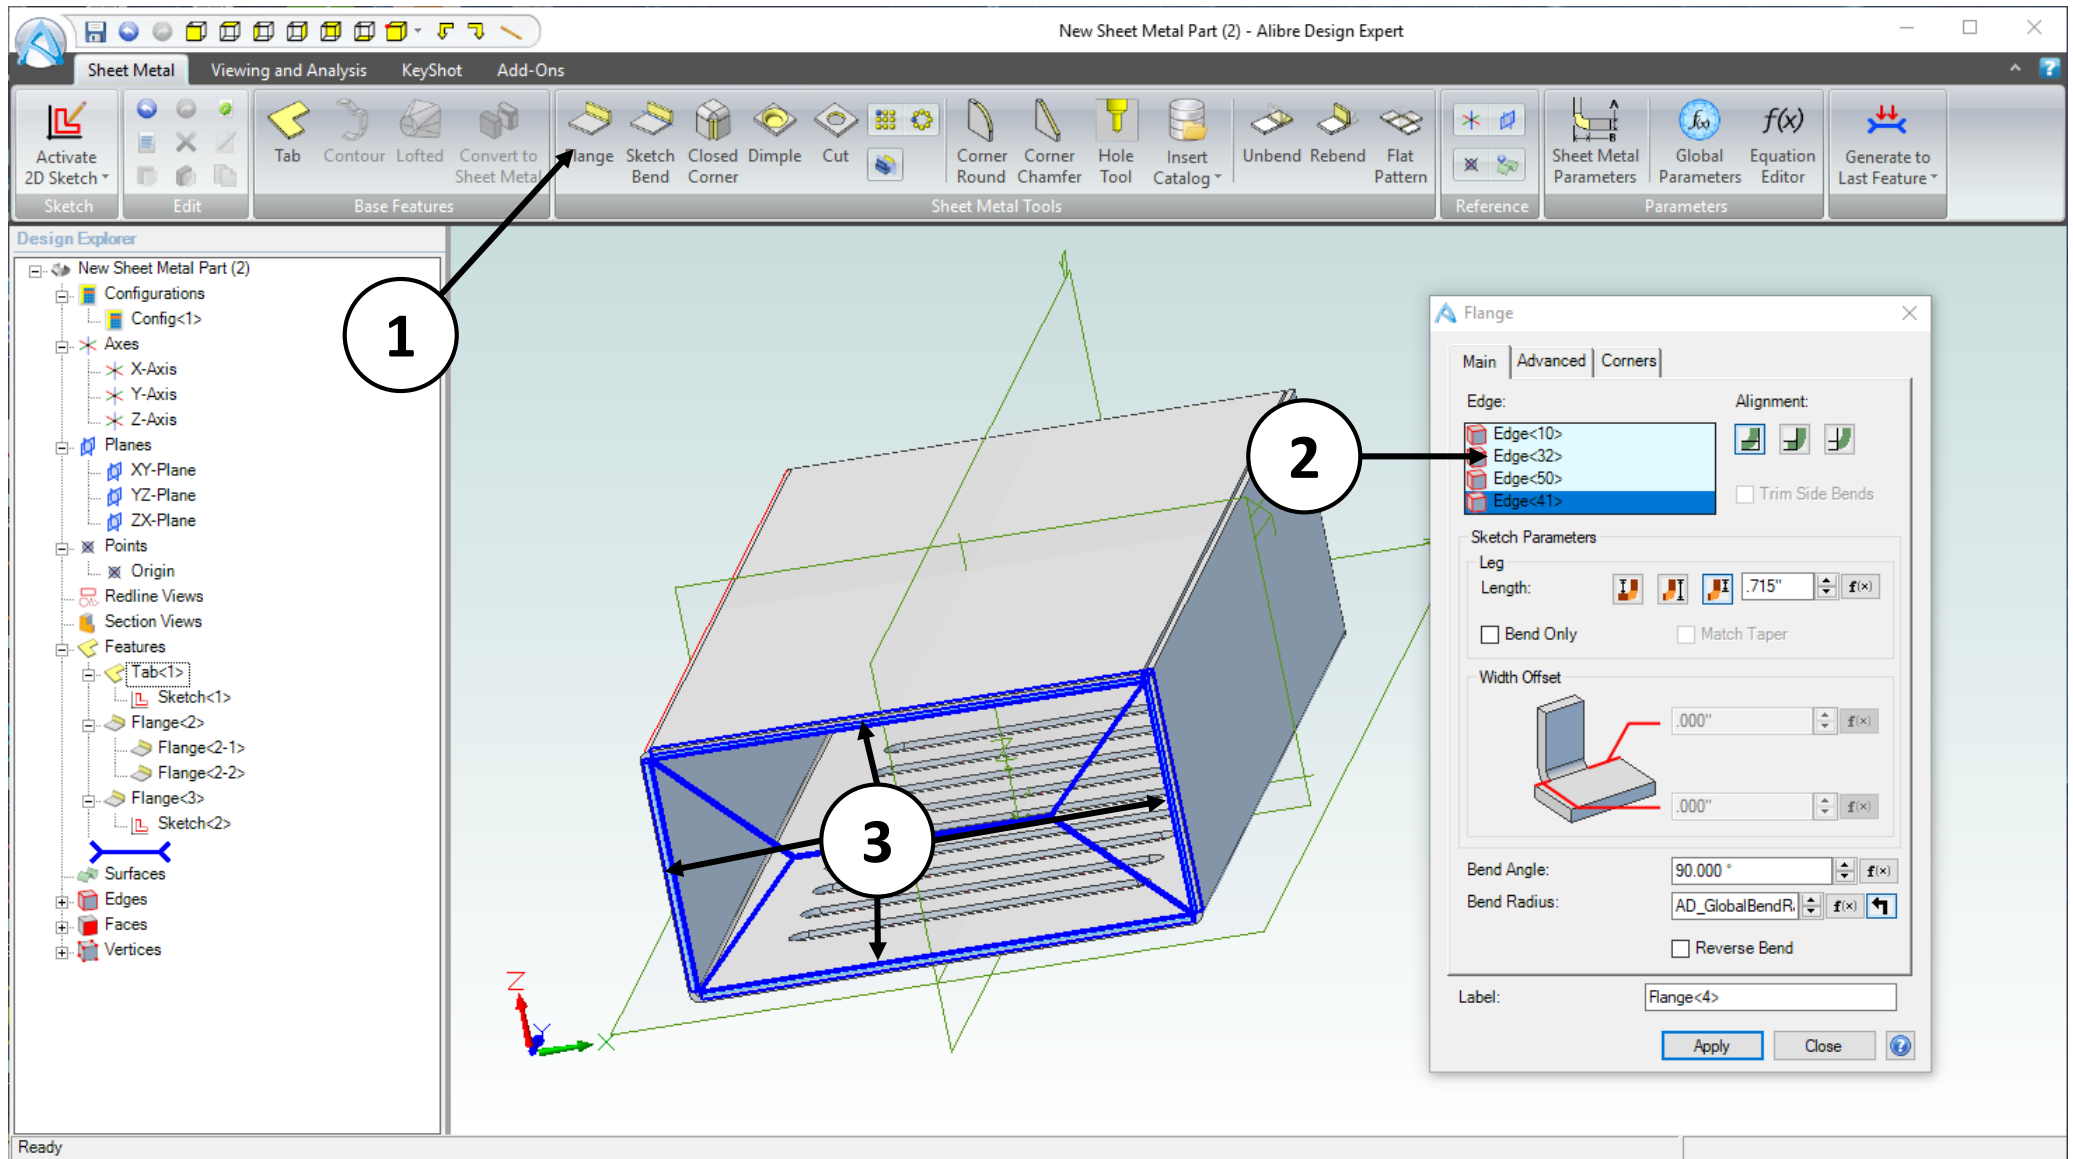 New Sheet Metal Part (2) - Alibre Design Expert
Sheet Metal
Viewing and Analysis
KeyShot
Add-Ons
Activate
2D Sketch
Sketch
Edit
Tab
Contour
Lofted
Convert to
Sheet Metal
Base Features
Flange
Sketch
Bend
Closed
Corner
Dimple
Cut
Corner
Round
Corner
Chamfer
Hole
Tool
Insert
Catalog
Unbend
Rebend
Flat
Pattern
Sheet Metal Tools
Reference
A
B
Sheet Metal
Parameters
f(x)
Global
Parameters
f(x)
Equation
Editor
Parameters
Generate to
Last Feature
Design Explorer
New Sheet Metal Part (2)
Configurations
Config<1>
Axes
X-Axis
Y-Axis
Z-Axis
Planes
XY-Plane
YZ-Plane
ZX-Plane
Points
Origin
Redline Views
Section Views
Features
Tab<1>
Sketch<1>
Flange<2>
Flange<2-1>
Flange<2-2>
Flange<3>
Sketch<2>
Surfaces
Edges
Faces
Vertices
1
2
3
Z
Y
X
Flange
Main
Advanced
Corners
Edge:
Alignment:
Edge<10>
Edge<32>
Edge<50>
Edge<41>
Trim Side Bends
Sketch Parameters
Leg
Length:
.715"
f(x)
Bend Only
Match Taper
Width Offset
.000"
f(x)
.000"
f(x)
Bend Angle:
90.000 °
f(x)
Bend Radius:
AD_GlobalBendR
f(x)
Reverse Bend
Label:
Flange<4>
Apply
Close
?
Ready